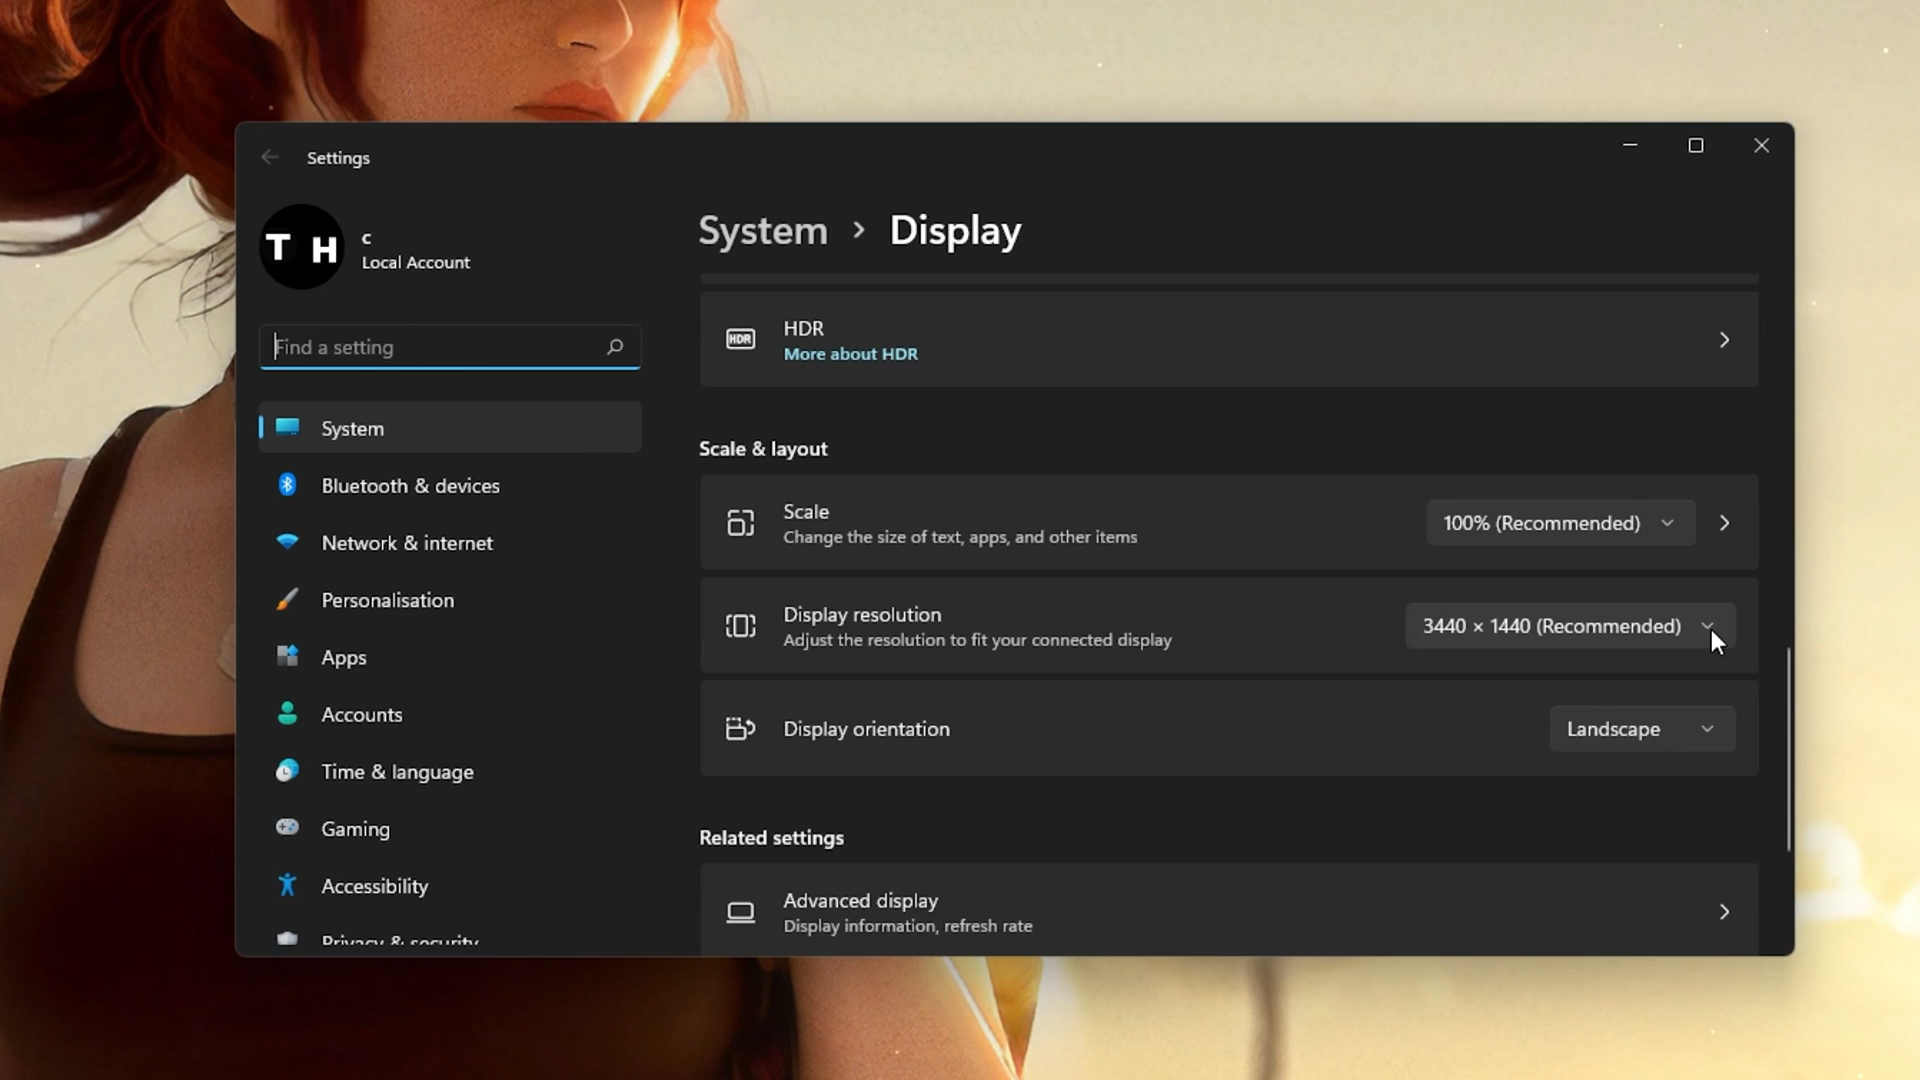 Settings
T H
c
Local Account
Find a setting
System
Bluetooth & devices
Network & internet
Personalisation
Apps
Accounts
Time & language
Gaming
Accessibility
Privacy & security
System > Display
HDR
HDR
More about HDR
Scale & layout
Scale
Change the size of text, apps, and other items
100% (Recommended)
Display resolution
Adjust the resolution to fit your connected display
3440 × 1440 (Recommended)
Display orientation
Landscape
Related settings
Advanced display
Display information, refresh rate